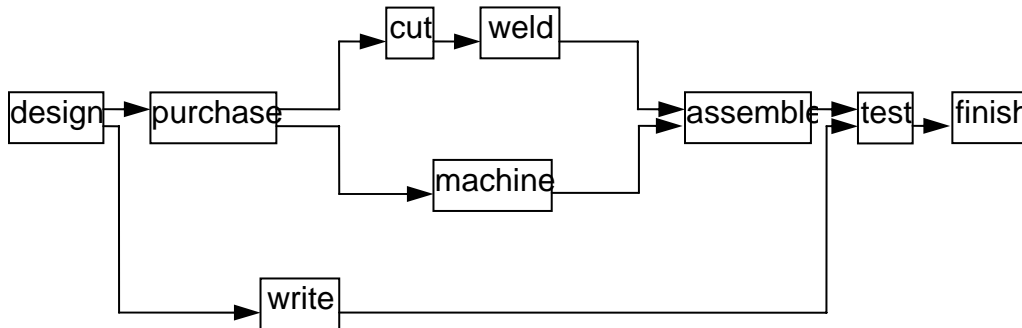 cut
weld
design
purchase
assemble
test
finish
machine
write